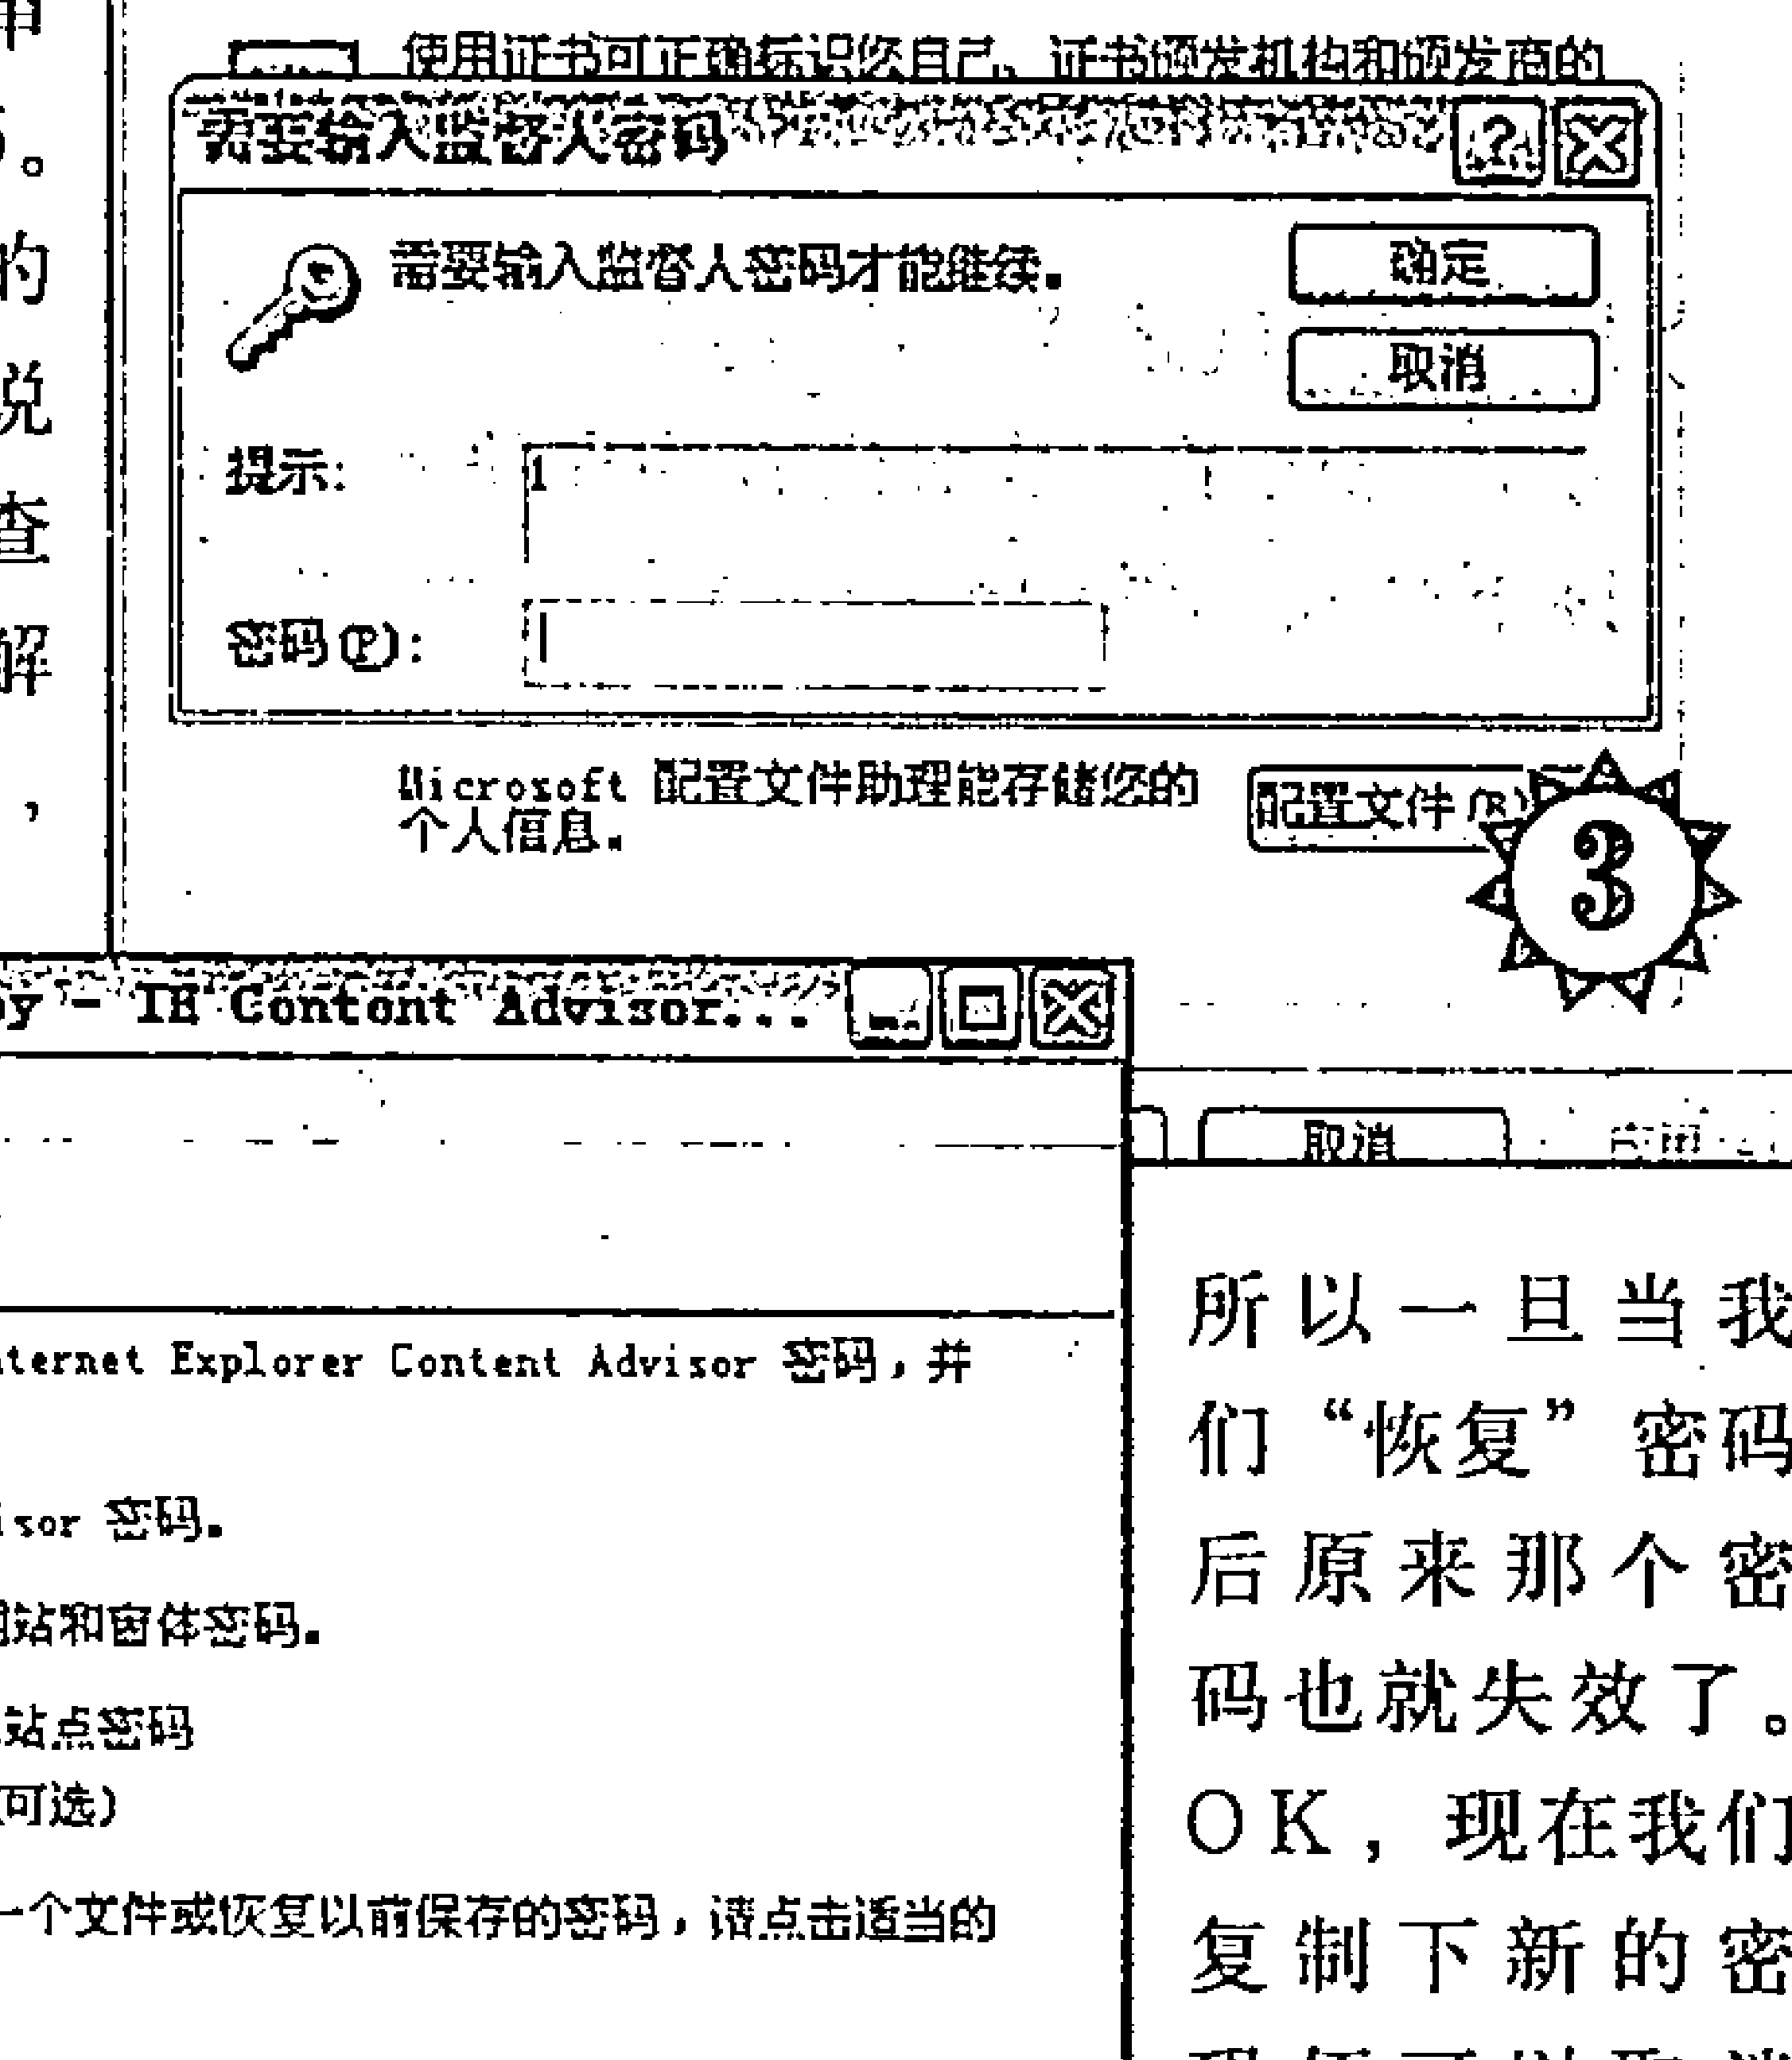 。
的
说
查
解
，
使用证书可正确标识您自己、证书颁发机构和颁发商的
需要输入监督人密码
需要输入监督人密码才能继续。
确定
取消
提示:
1
密码(P):
Microsoft 配置文件助理能存储您的
个人信息。
配置文件(R)
3
- IE Content Advisor...
取消
Internet Explorer Content Advisor 密码，并
密码。
站和窗体密码。
站点密码
可选)
一个文件或恢复以前保存的密码，请点击适当的
所以一旦当我
们“恢复”密码
后原来那个密
码也就失效了。
OK，现在我们
复制下新的密